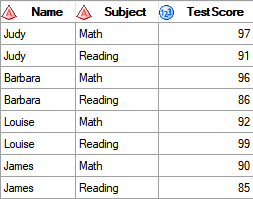 Name Subject TestScore
Judy Math 97
Judy Reading 91
Barbara Math 96
Barbara Reading 86
Louise Math 92
Louise Reading 99
James Math 90
James Reading 85